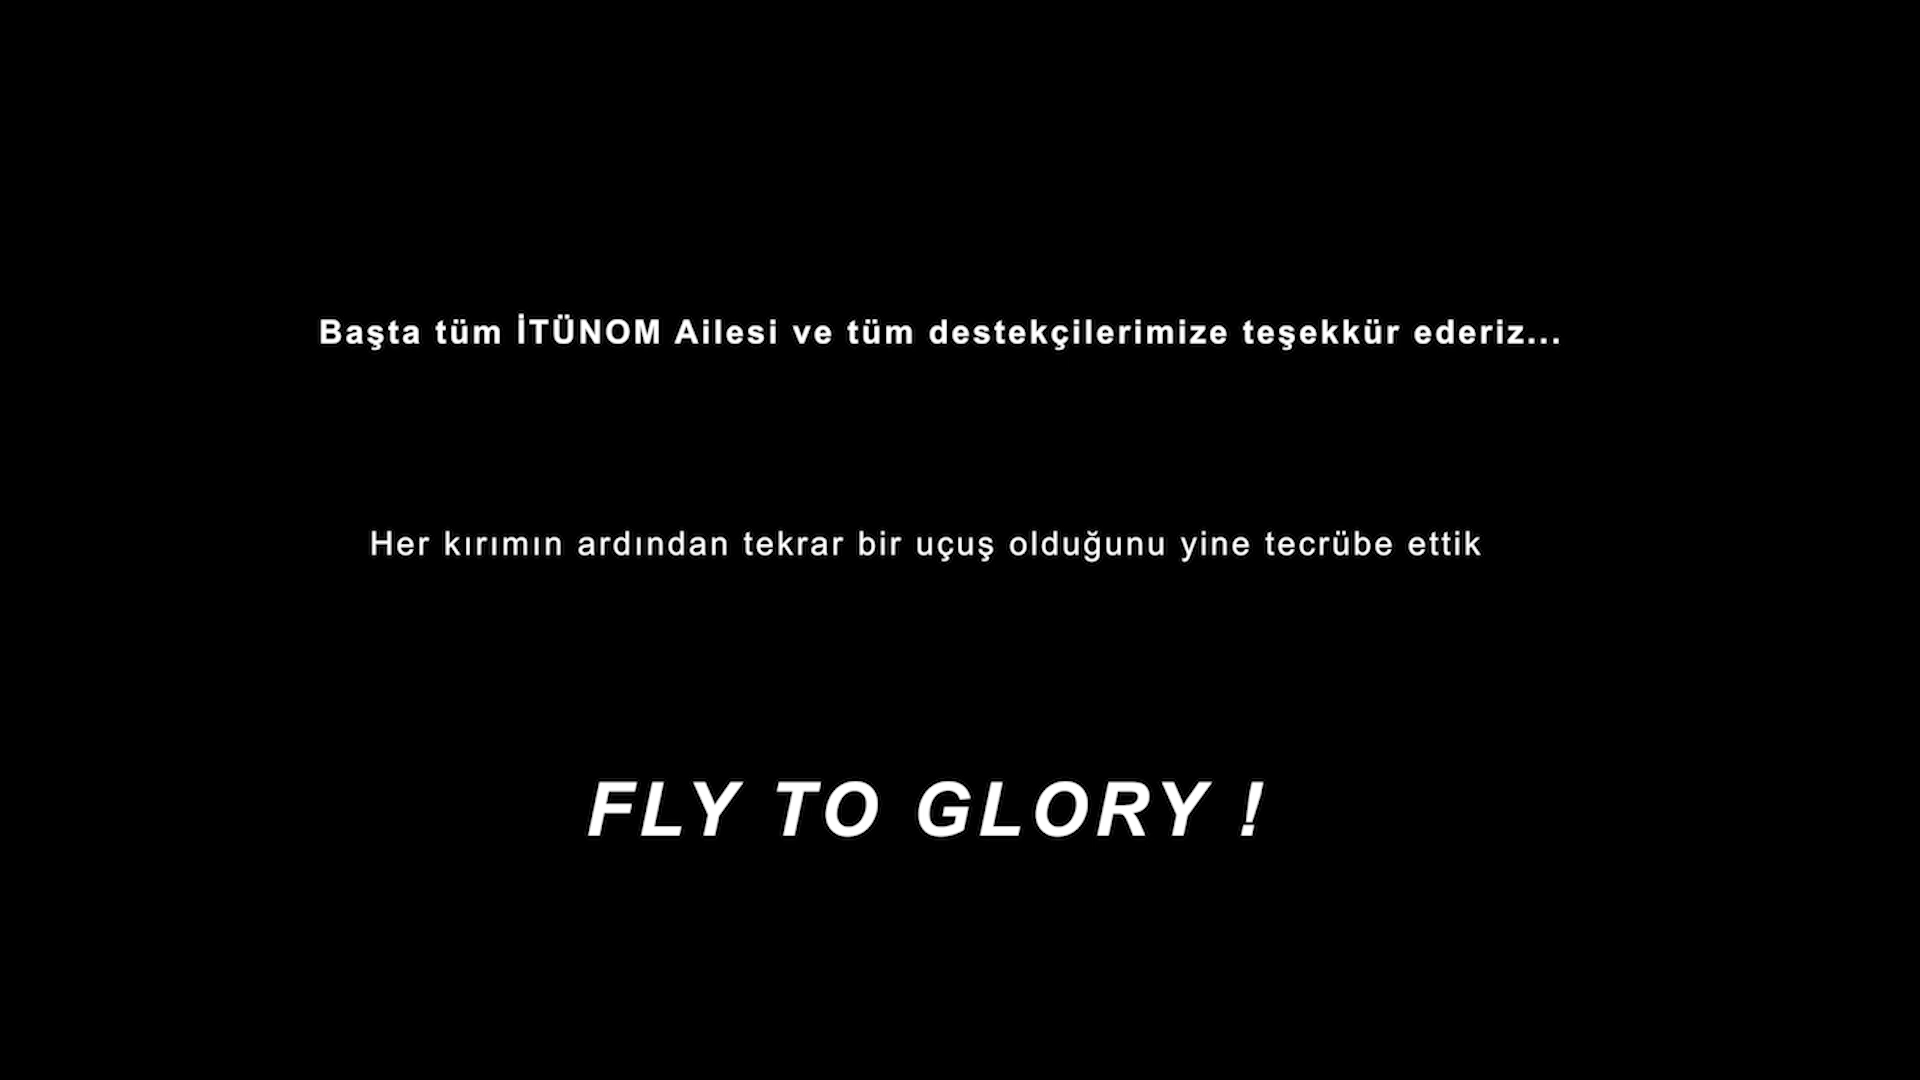 Başta tüm İTÜNOM Ailesi ve tüm destekçilerimize teşekkür ederiz...
Her kırımın ardından tekrar bir uçuş olduğunu yine tecrübe ettik
FLY TO GLORY !